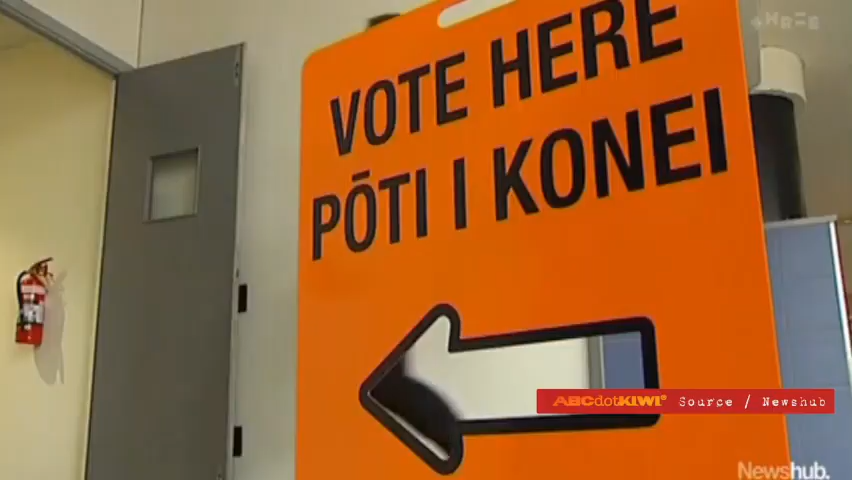 VOTE HERE
PŌTI I KONEI
ABCdotKIWI® Source / Newshub
Newshub.